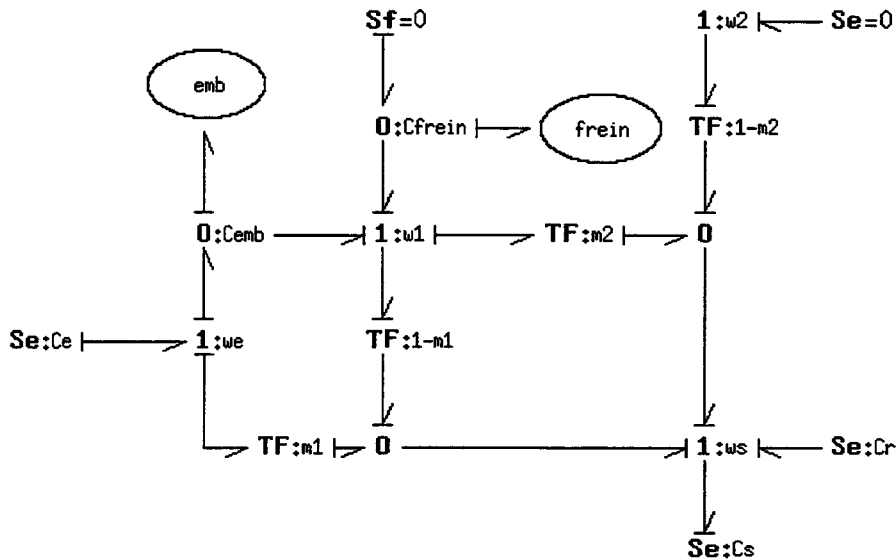 Sf=0
1:w2
Se=0
emb
0:Cfrein
frein
TF:1-m2
0:Cemb
1:w1
TF:m2
0
Se:Ce
1:we
TF:1-m1
TF:m1
0
1:ws
Se:Cr
Se:Cs